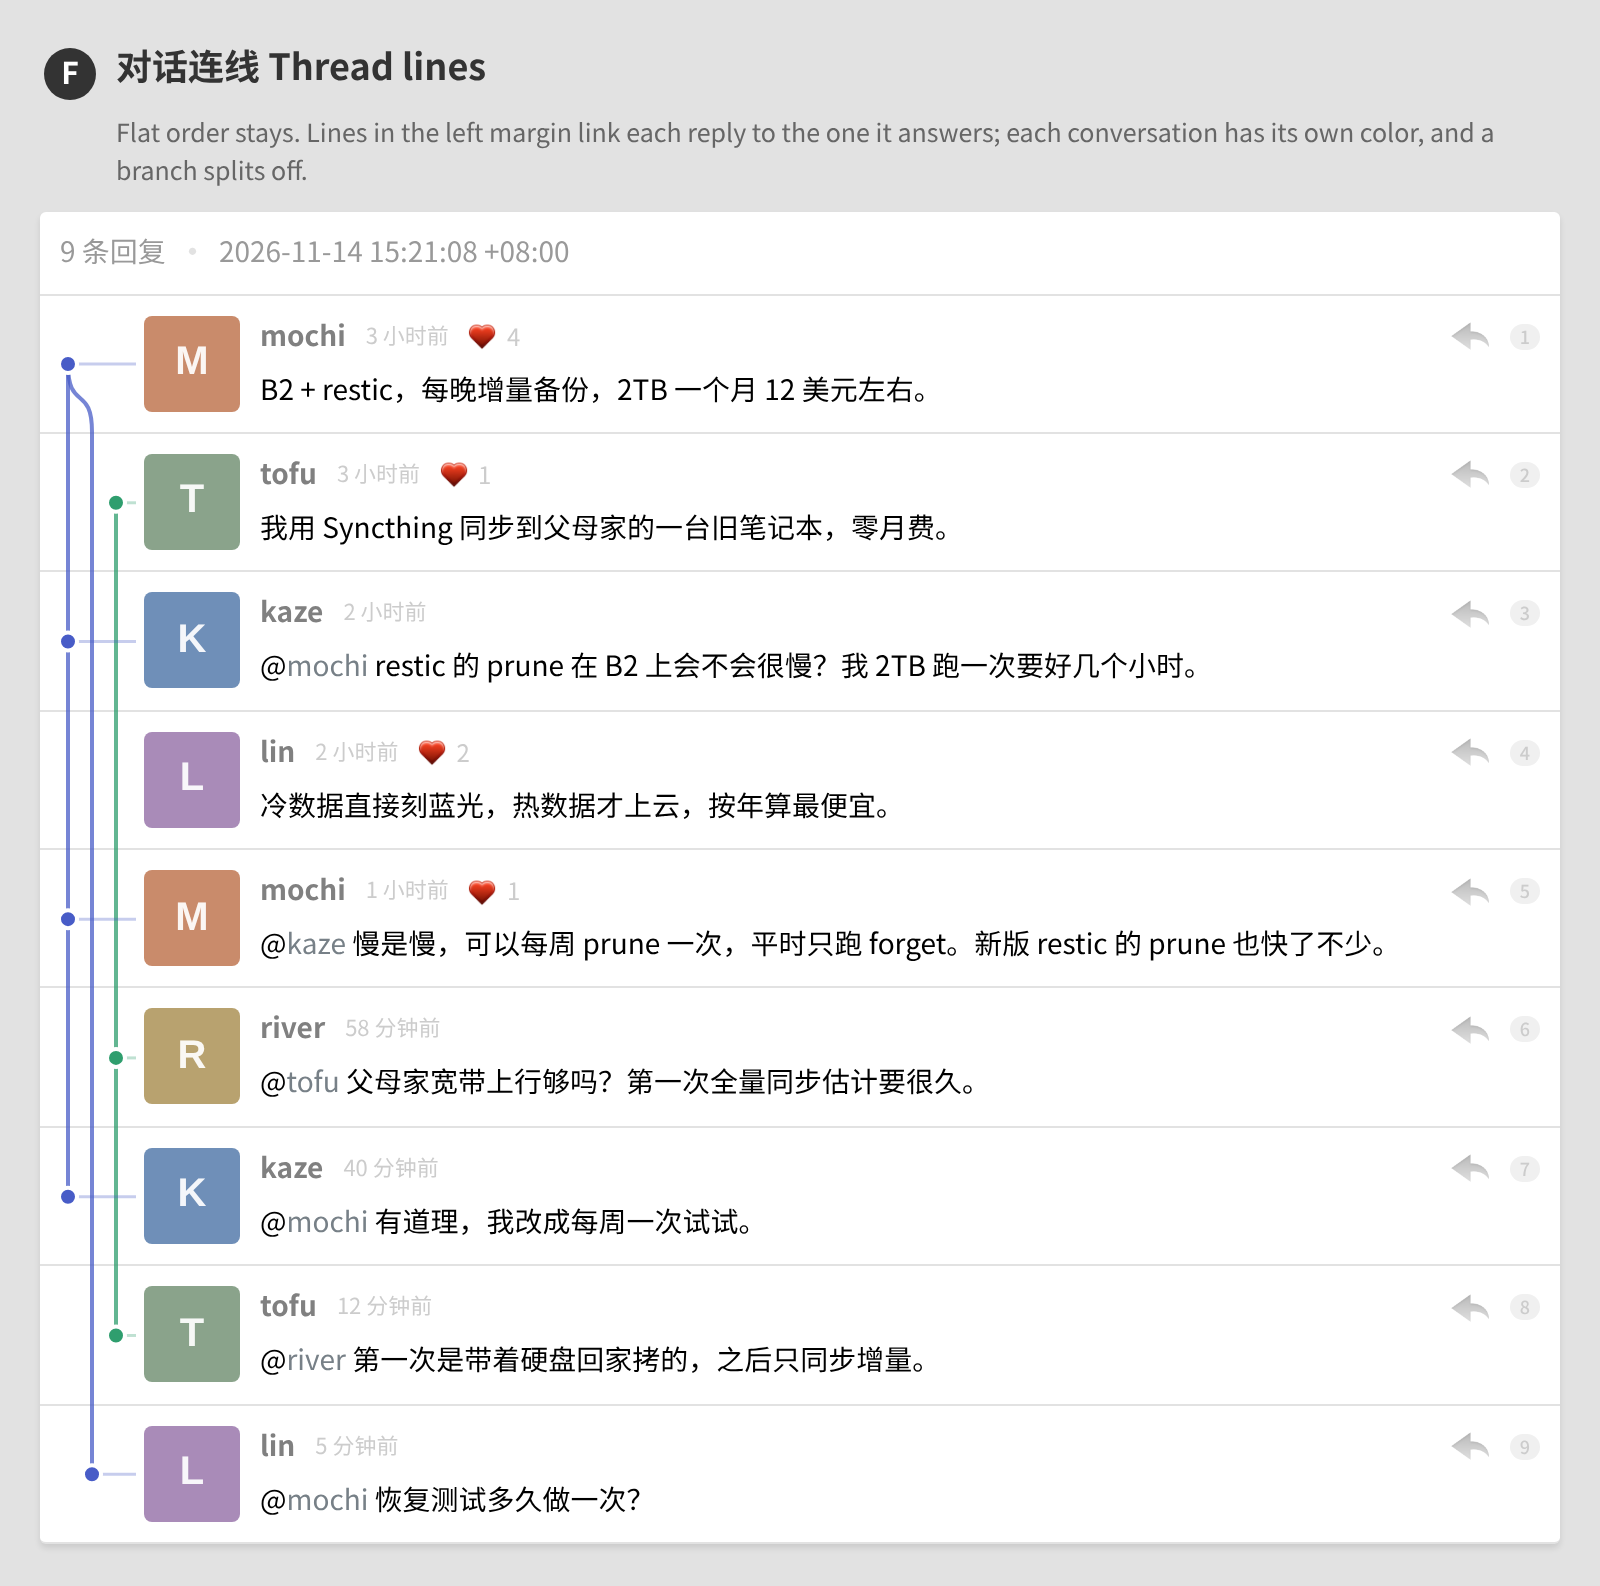 F
对话连线 Thread lines
Flat order stays. Lines in the left margin link each reply to the one it answers; each conversation has its own color, and a
branch splits off.
9 条回复 • 2026-11-14 15:21:08 +08:00
M
mochi 3 小时前 ❤️ 4
1
B2 + restic，每晚增量备份，2TB 一个月 12 美元左右。
T
tofu 3 小时前 ❤️ 1
2
我用 Syncthing 同步到父母家的一台旧笔记本，零月费。
K
kaze 2 小时前
3
@mochi restic 的 prune 在 B2 上会不会很慢？我 2TB 跑一次要好几个小时。
L
lin 2 小时前 ❤️ 2
4
冷数据直接刻蓝光，热数据才上云，按年算最便宜。
M
mochi 1 小时前 ❤️ 1
5
@kaze 慢是慢，可以每周 prune 一次，平时只跑 forget。新版 restic 的 prune 也快了不少。
R
river 58 分钟前
6
@tofu 父母家宽带上行够吗？第一次全量同步估计要很久。
K
kaze 40 分钟前
7
@mochi 有道理，我改成每周一次试试。
T
tofu 12 分钟前
8
@river 第一次是带着硬盘回家拷的，之后只同步增量。
L
lin 5 分钟前
9
@mochi 恢复测试多久做一次？